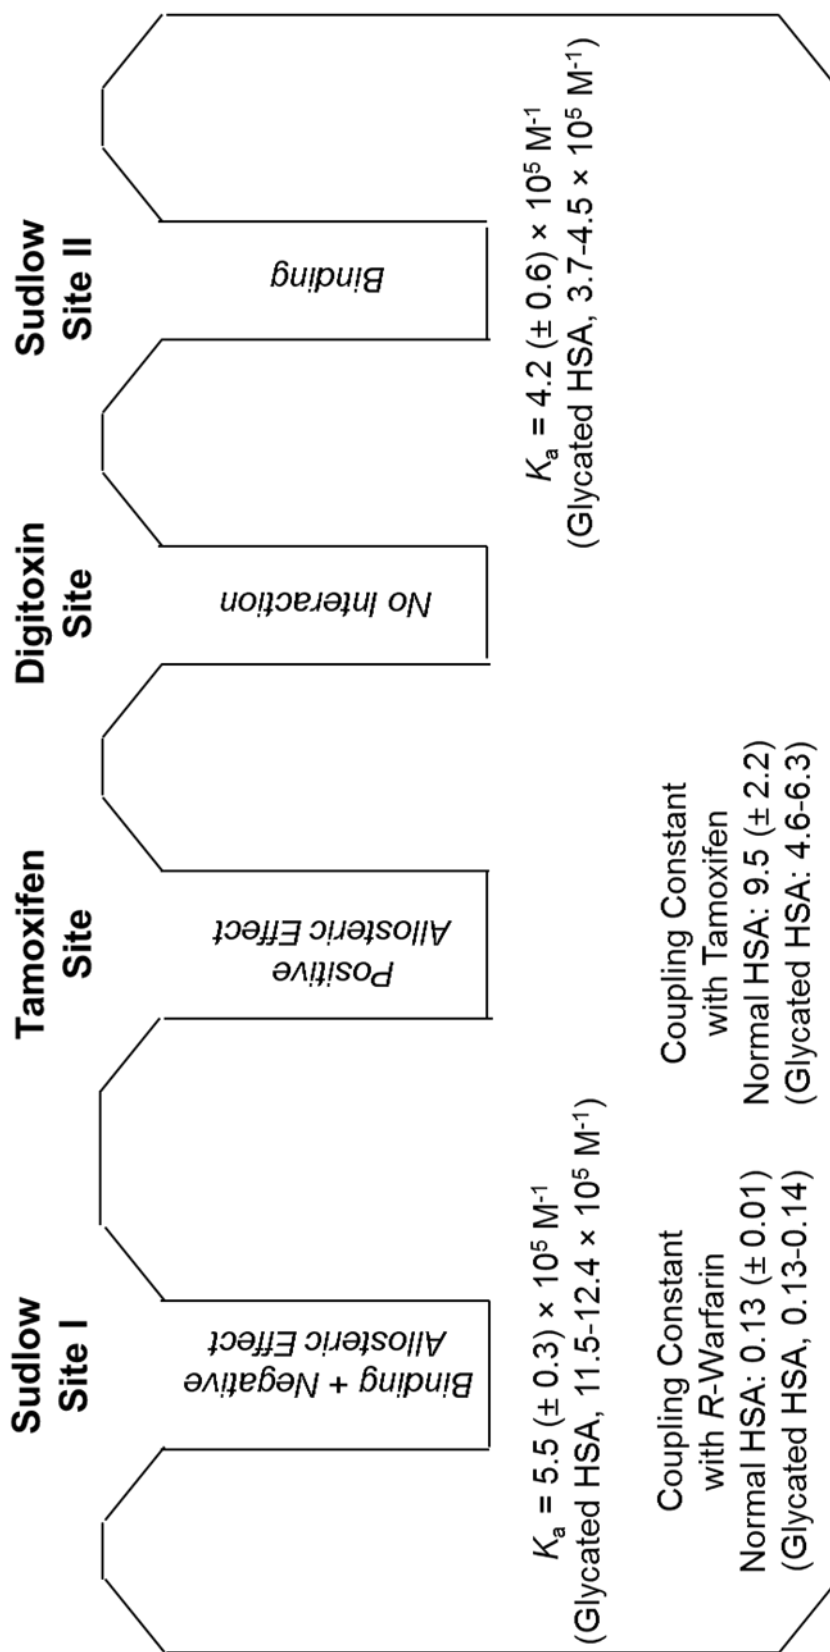 Sudlow
Site I
Tamoxifen
Site
Digitoxin
Site
Sudlow
Site II
Binding + Negative
Allosteric Effect
Positive
Allosteric Effect
No Interaction
Binding
Kₐ = 5.5 (± 0.3) × 10⁵ M⁻¹
(Glycated HSA, 11.5-12.4 × 10⁵ M⁻¹)
Kₐ = 4.2 (± 0.6) × 10⁵ M⁻¹
(Glycated HSA, 3.7-4.5 × 10⁵ M⁻¹)
Coupling Constant
with R-Warfarin
Normal HSA: 0.13 (± 0.01)
(Glycated HSA, 0.13-0.14)
Coupling Constant
with Tamoxifen
Normal HSA: 9.5 (± 2.2)
(Glycated HSA: 4.6-6.3)